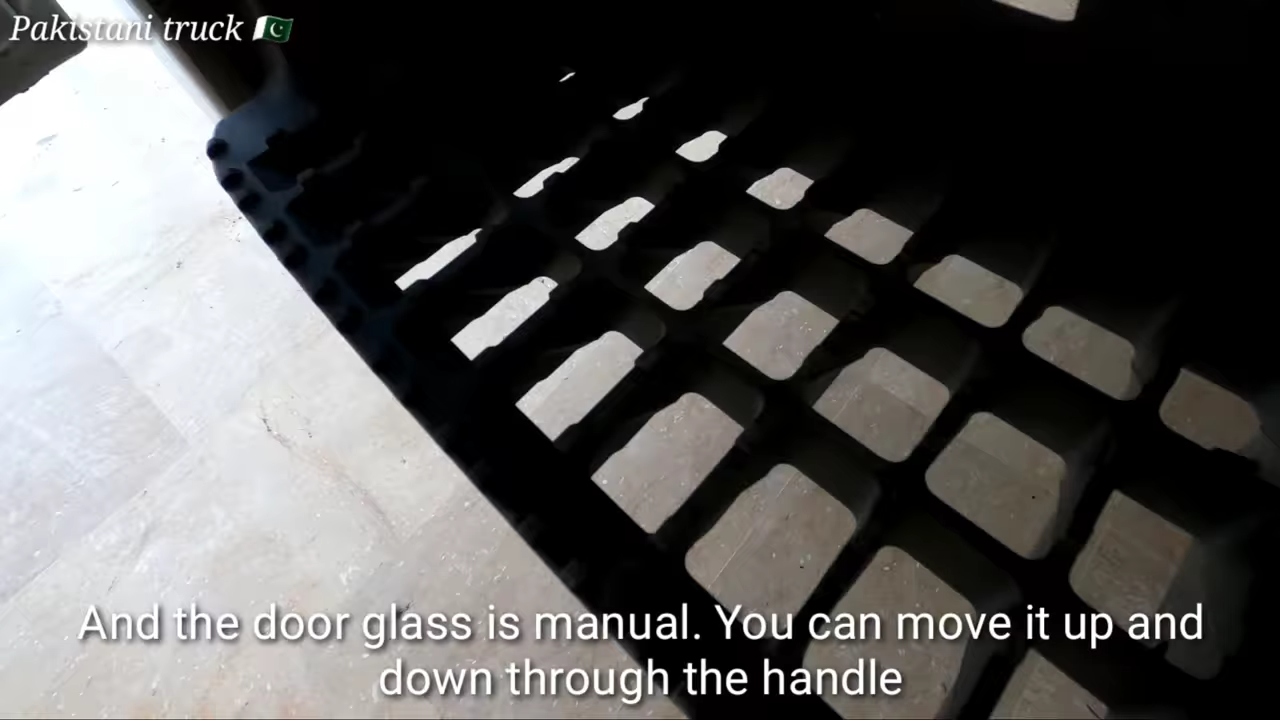 Pakistani truck 🇵🇰
And the door glass is manual. You can move it up and
down through the handle